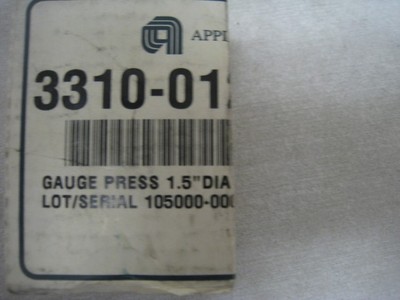 APPL
3310-01
GAUGE PRESS 1.5"DIA
LOT/SERIAL 105000-000